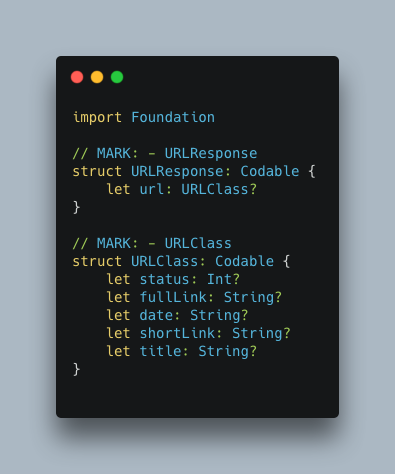 import Foundation
// MARK: - URLResponse
struct URLResponse: Codable {
    let url: URLClass?
}
// MARK: - URLClass
struct URLClass: Codable {
    let status: Int?
    let fullLink: String?
    let date: String?
    let shortLink: String?
    let title: String?
}